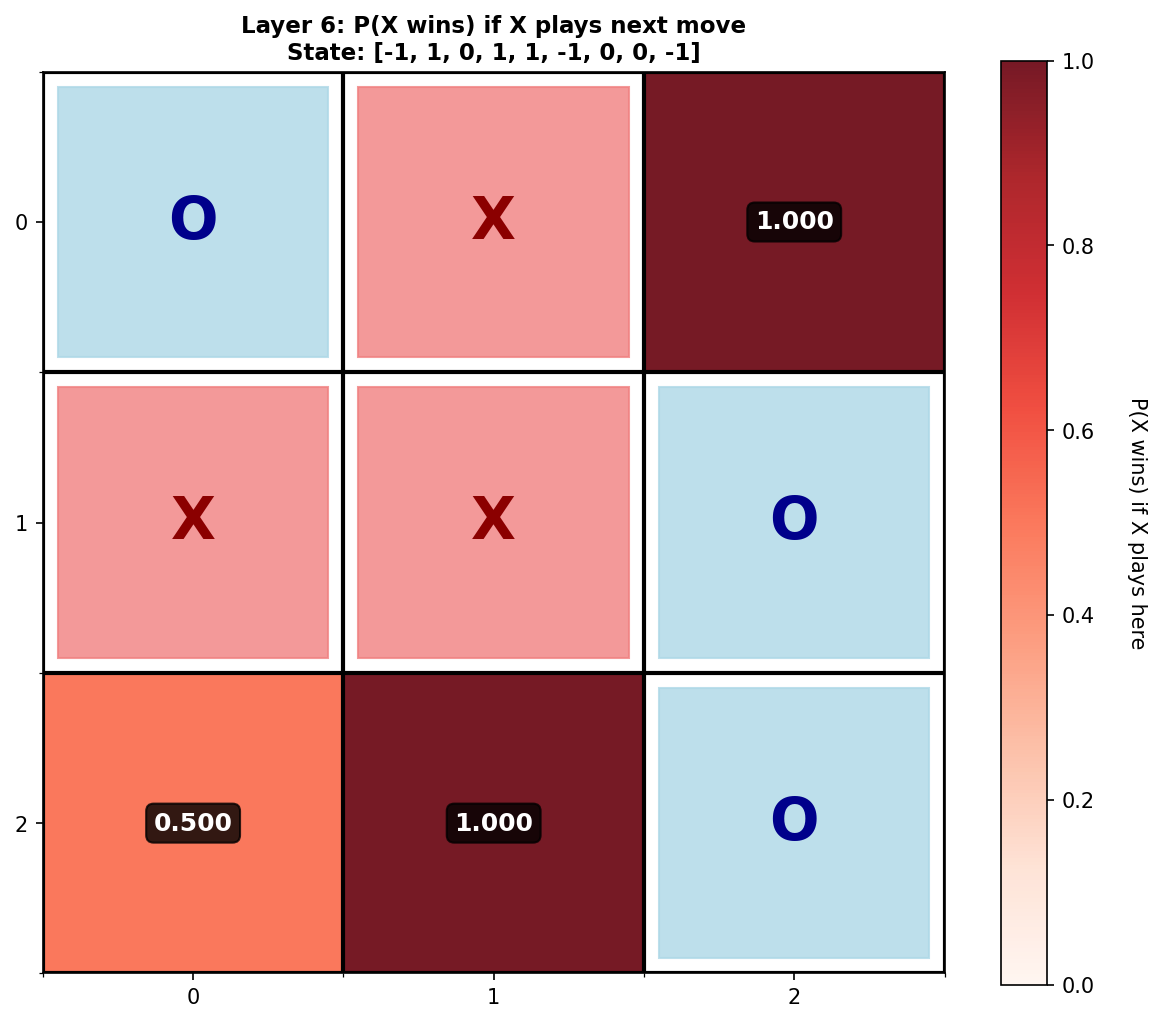 Layer 6: P(X wins) if X plays next move
State: [-1, 1, 0, 1, 1, -1, 0, 0, -1]
0
O
X
1.000
1
X
X
O
2
0.500
1.000
O
0
1
2
1.0
0.8
0.6
0.4
0.2
0.0
P(X wins) if X plays here